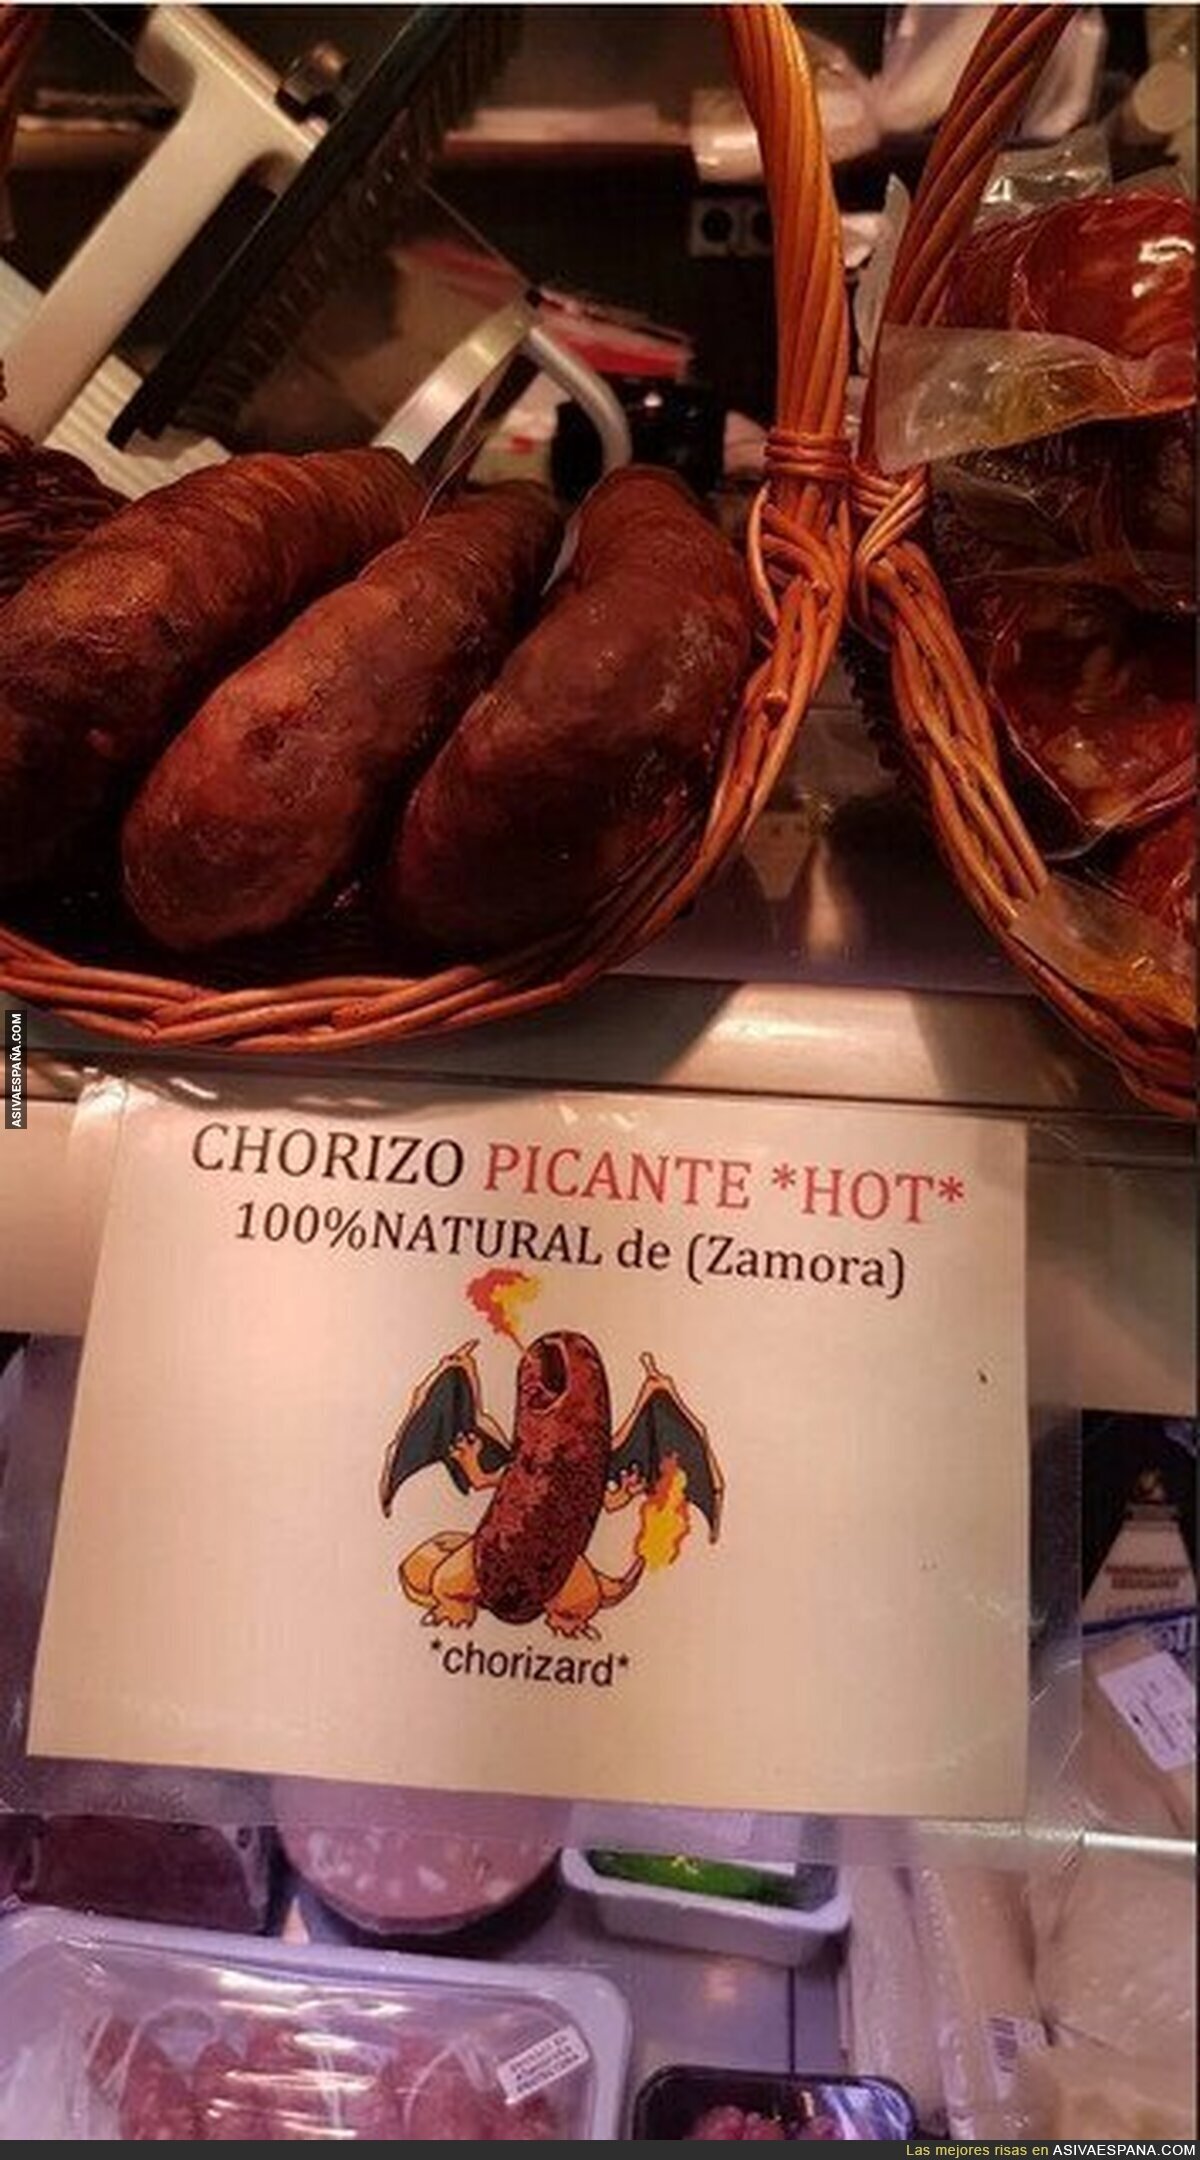 ASIVAESPAÑA.COM
CHORIZO PICANTE *HOT*
100%NATURAL de (Zamora)
*chorizard*
Las mejores risas en ASIVAESPANA.COM